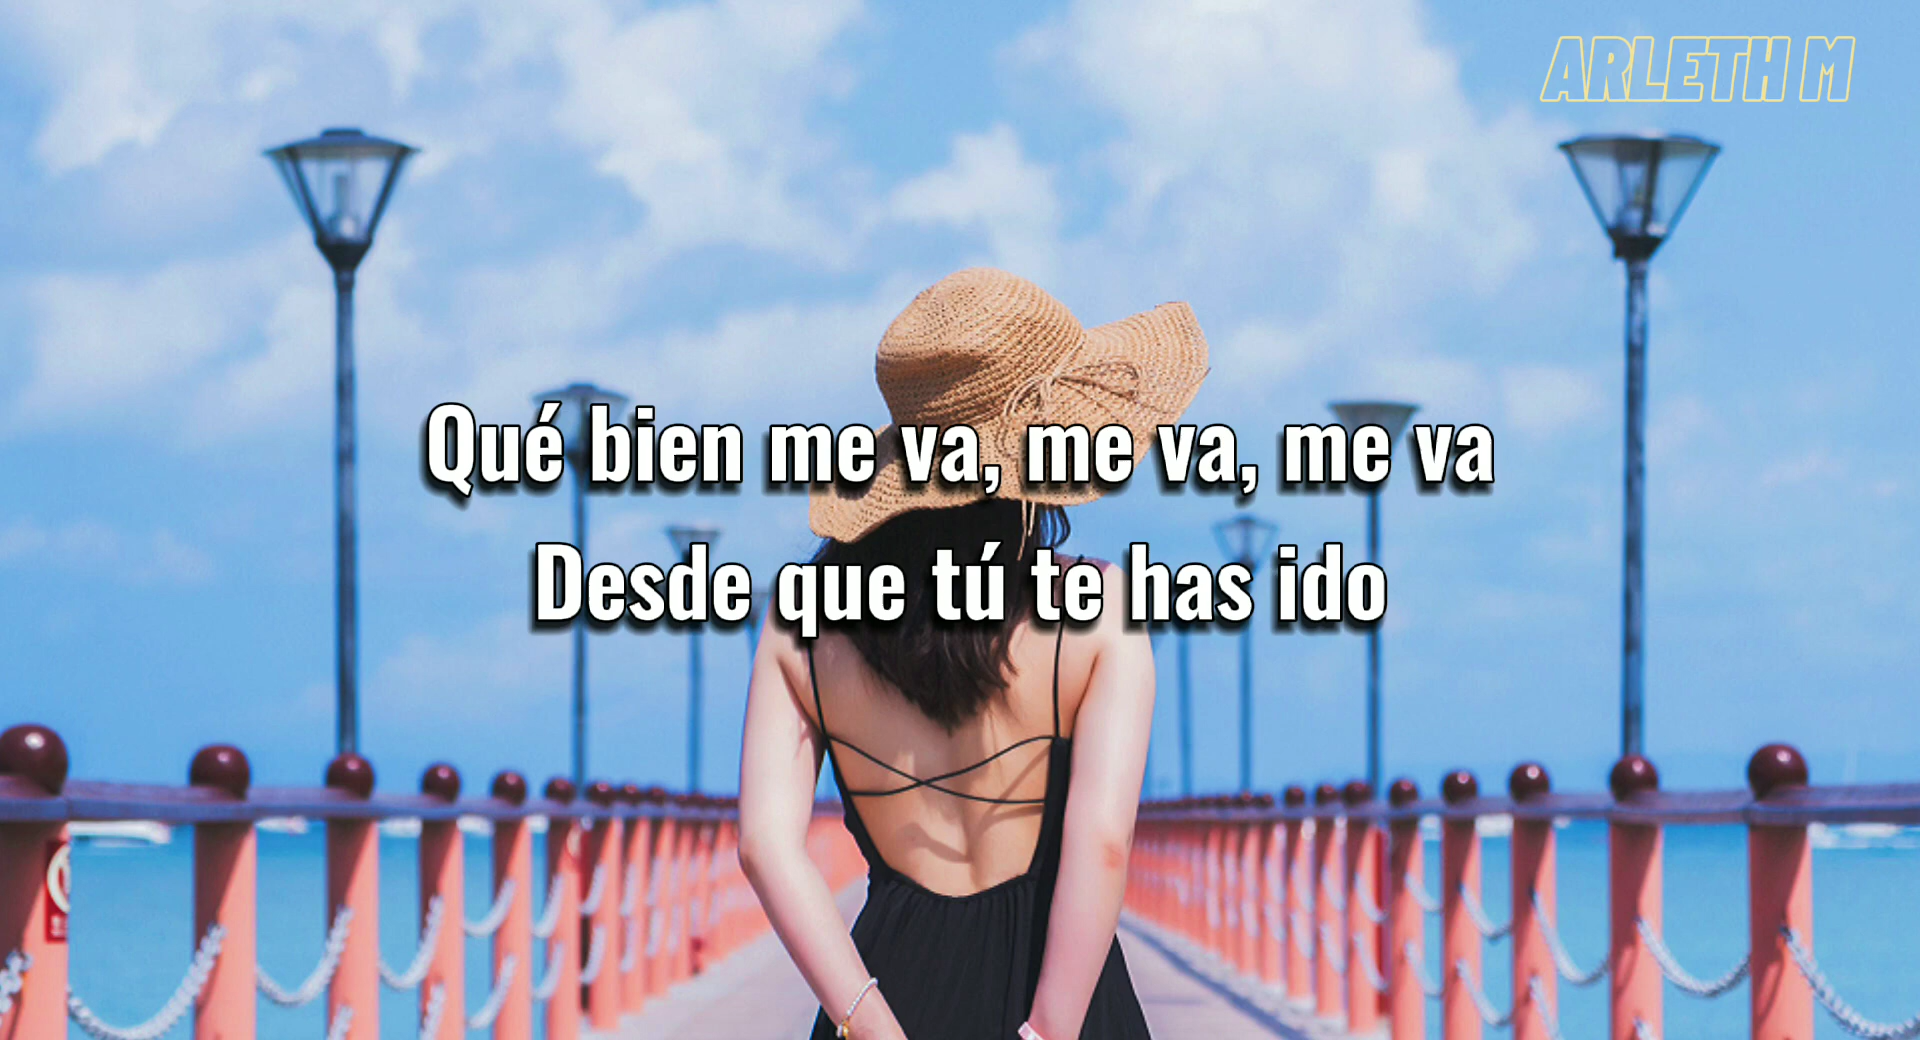 ARLETH M
Qué bien me va, me va, me va
Desde que tú te has ido